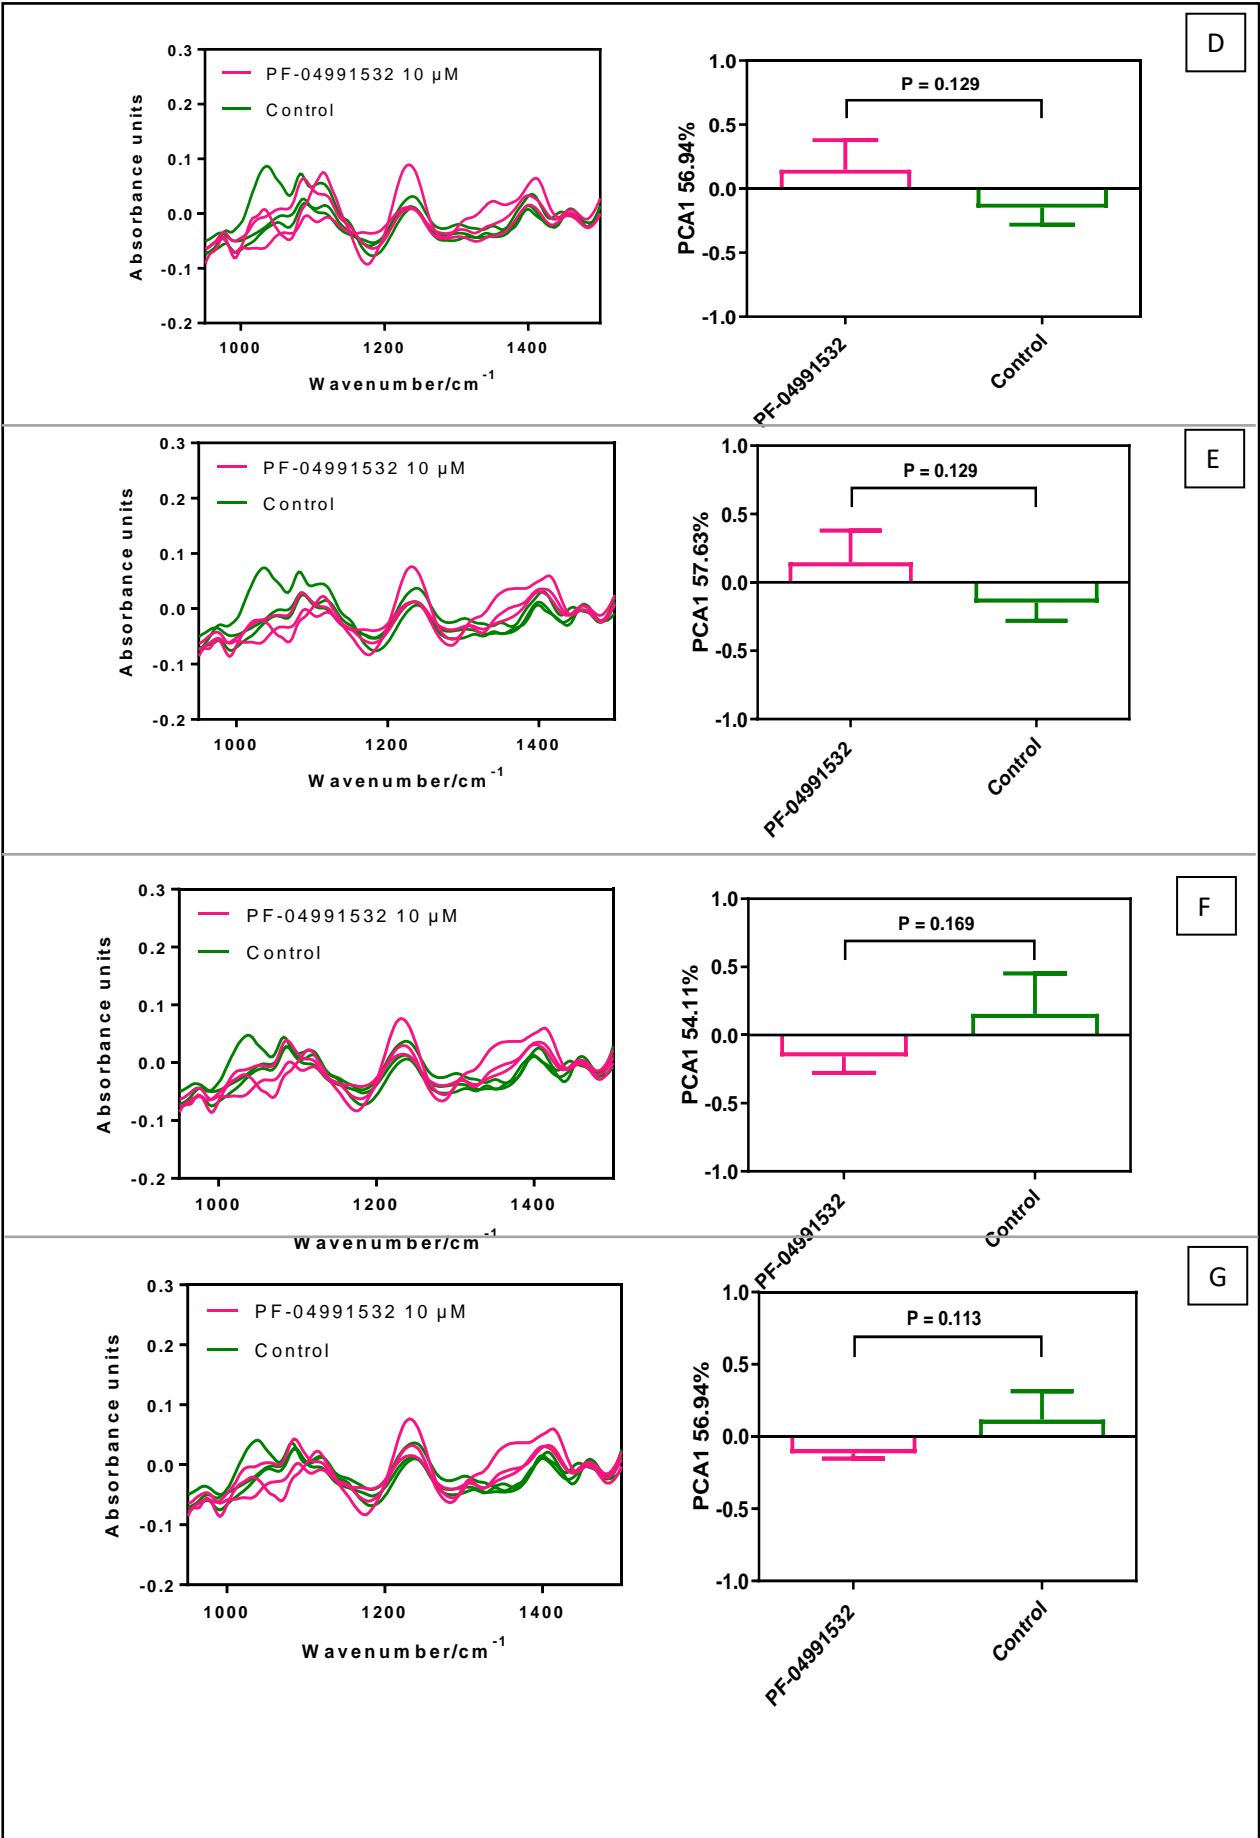 D
0.3
0.2
0.1
0.0
-0.1
-0.2
PF-04991532 10 µM
Control
Absorbance units
1000 1200 1400
Wavenumber/cm-1
1.0
0.5
0.0
-0.5
-1.0
PCA1 56.94%
P = 0.129
PF-04991532
Control
E
0.3
0.2
0.1
0.0
-0.1
-0.2
PF-04991532 10 µM
Control
Absorbance units
1000 1200 1400
Wavenumber/cm-1
1.0
0.5
0.0
-0.5
-1.0
PCA1 57.63%
P = 0.129
PF-04991532
Control
F
0.3
0.2
0.1
0.0
-0.1
-0.2
PF-04991532 10 µM
Control
Absorbance units
1000 1200 1400
Wavenumber/cm-1
1.0
0.5
0.0
-0.5
-1.0
PCA1 54.11%
P = 0.169
PF-04991532
Control
G
0.3
0.2
0.1
0.0
-0.1
-0.2
PF-04991532 10 µM
Control
Absorbance units
1000 1200 1400
Wavenumber/cm-1
1.0
0.5
0.0
-0.5
-1.0
PCA1 56.94%
P = 0.113
PF-04991532
Control